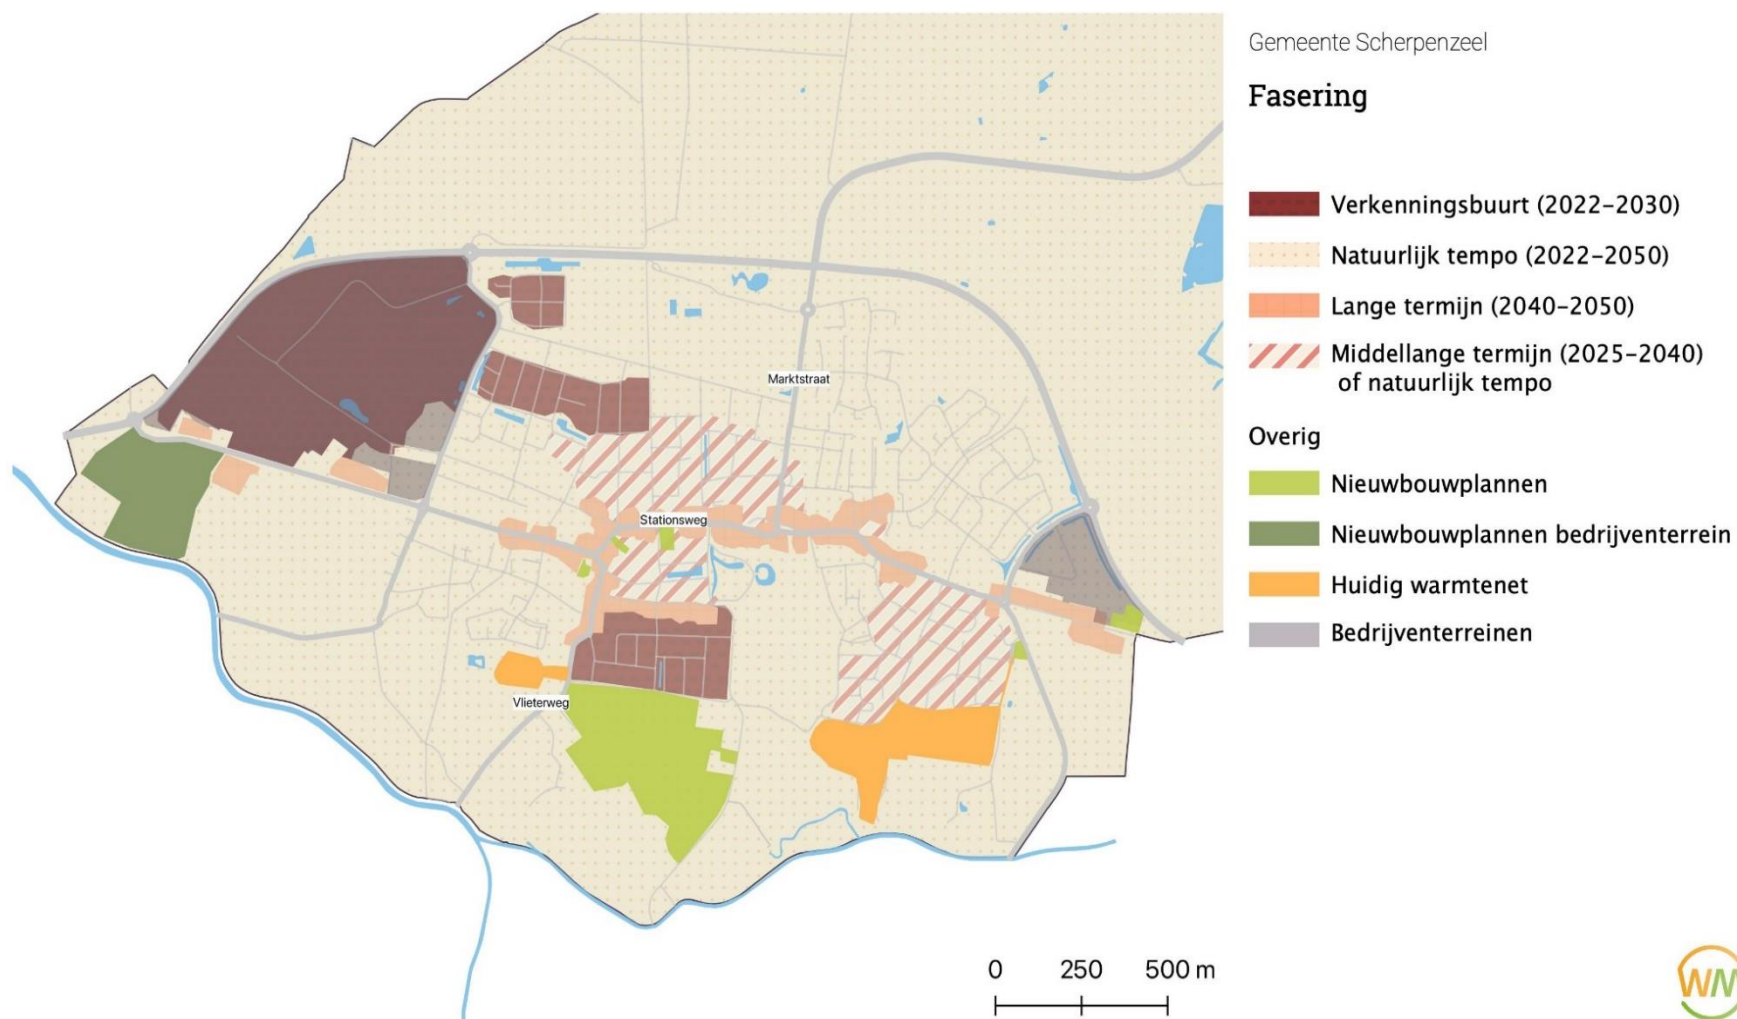 Gemeente Scherpenzeel
Fasering
Verkenningsbuurt (2022–2030)
Natuurlijk tempo (2022–2050)
Lange termijn (2040–2050)
Middellange termijn (2025–2040)
of natuurlijk tempo
Overig
Nieuwbouwplannen
Nieuwbouwplannen bedrijventerrein
Huidig warmtenet
Bedrijventerreinen
Marktstraat
Stationsweg
Vlieterweg
0 250 500 m
WM